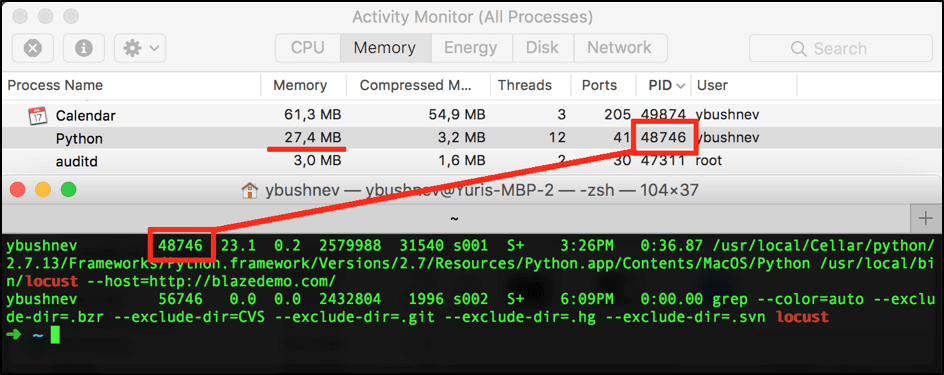 Activity Monitor (All Processes)
CPU Memory Energy Disk Network Search
Process Name Memory Compressed M... Threads Ports PID User
Calendar 61,3 MB 54,9 MB 3 205 49874 ybushnev
Python 27,4 MB 3,2 MB 12 41 48746 ybushnev
auditd 3,0 MB 1,6 MB 2 30 47311 root
ybushnev — ybushnev@Yuris-MBP-2 — -zsh — 104×37
~
ybushnev 48746 23.1 0.2 2579988 31540 s001 S+ 3:26PM 0:36.87 /usr/local/Cellar/python/
2.7.13/Frameworks/Python.framework/Versions/2.7/Resources/Python.app/Contents/MacOS/Python /usr/local/bi
n/locust --host=http://blazedemo.com/
ybushnev 56746 0.0 0.0 2432804 1996 s002 S+ 6:09PM 0:00.00 grep --color=auto --exclu
de-dir=.bzr --exclude-dir=CVS --exclude-dir=.git --exclude-dir=.hg --exclude-dir=.svn locust
➜ ~